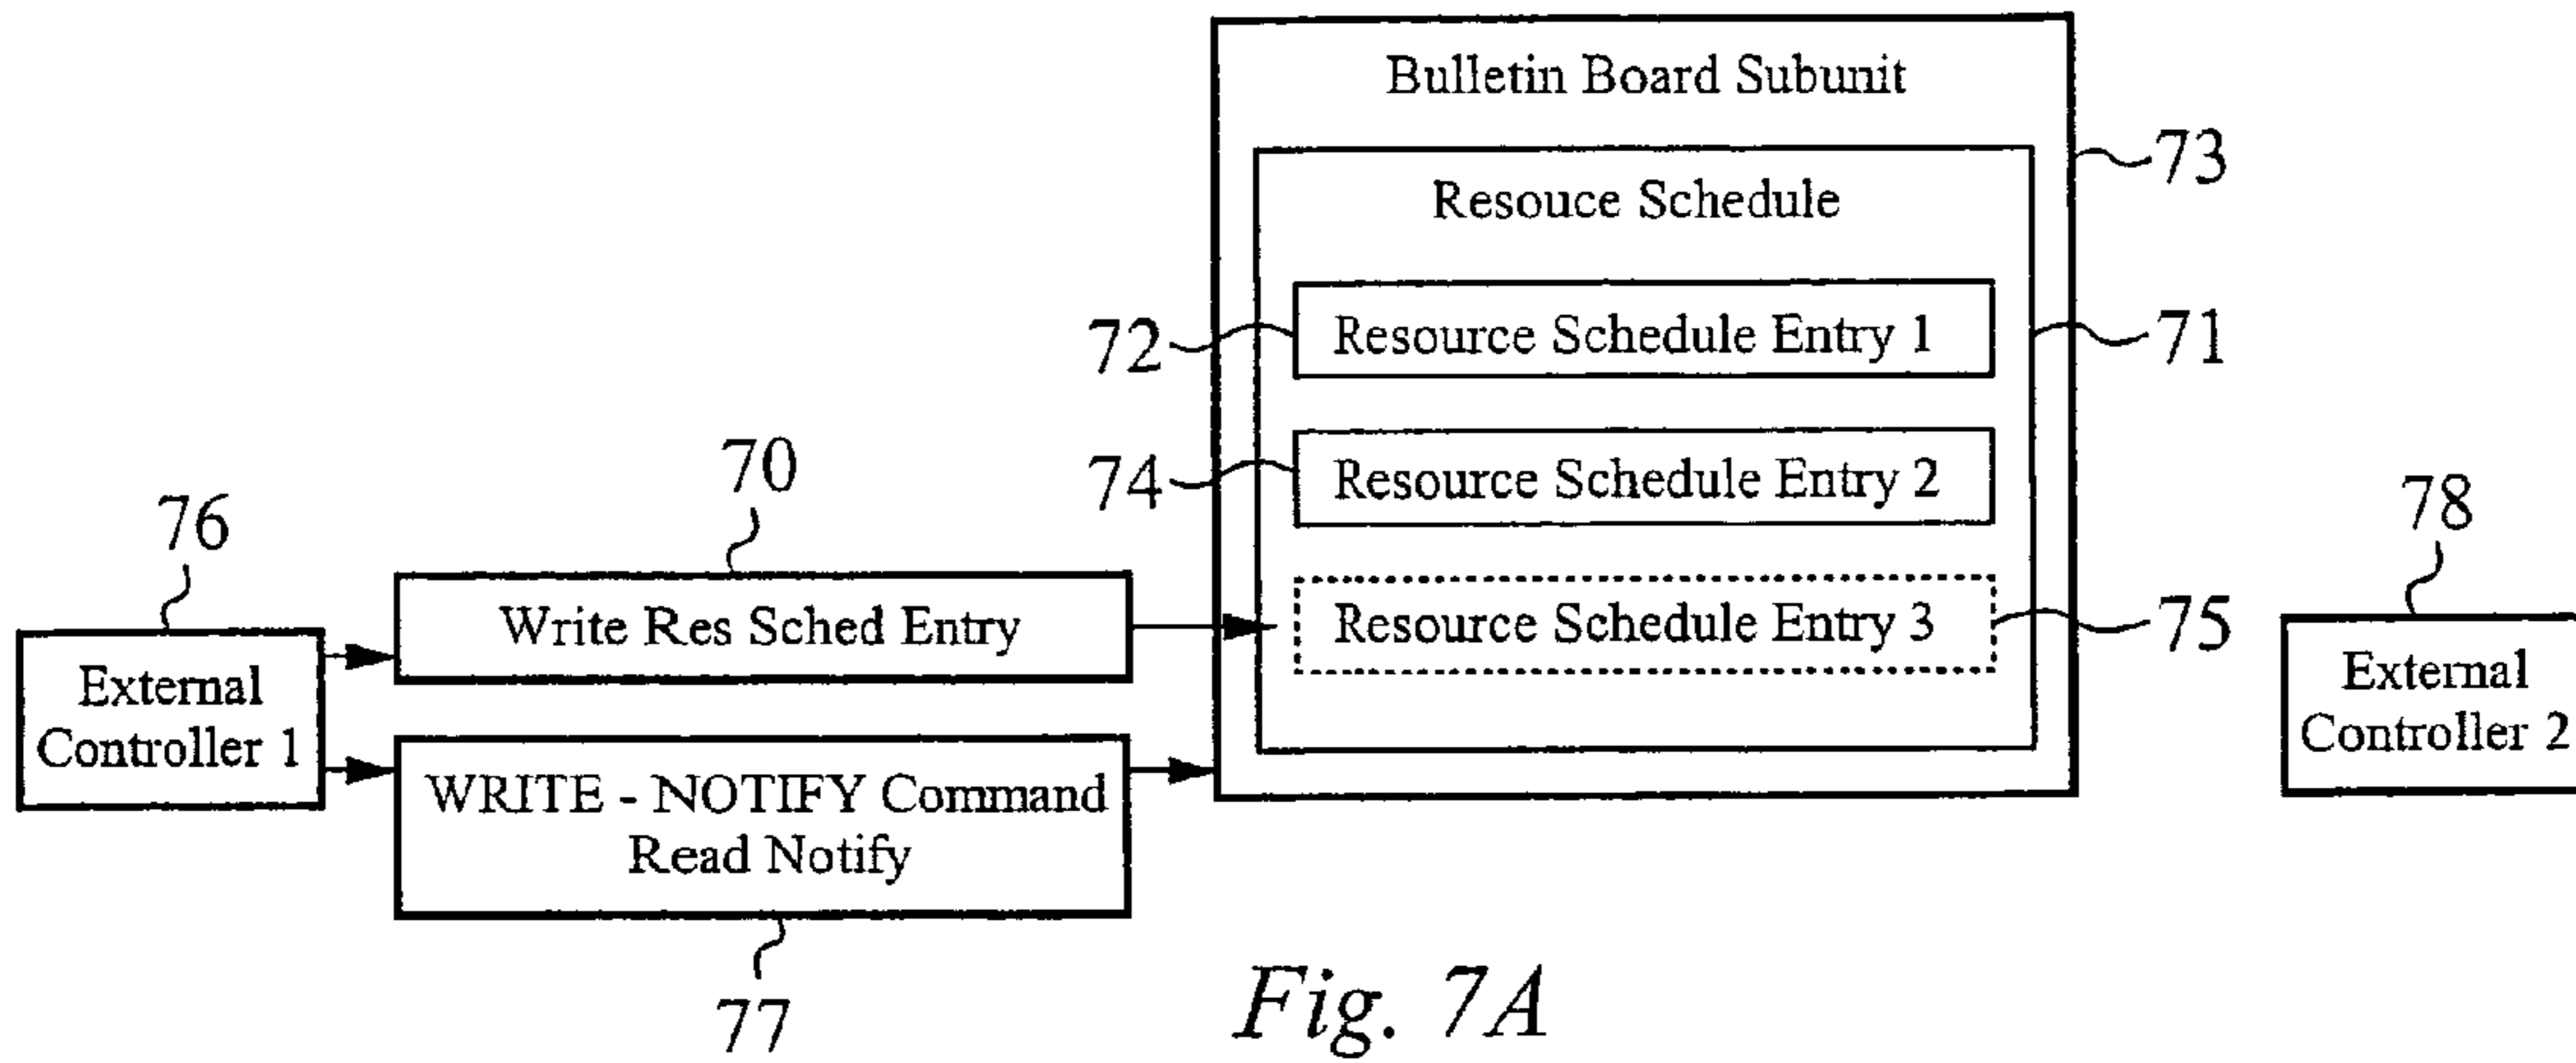 Bulletin Board Subunit
73
Resouce Schedule
72
Resource Schedule Entry 1
71
74
Resource Schedule Entry 2
70
76
78
Write Res Sched Entry
Resource Schedule Entry 3
75
External
Controller 1
External
Controller 2
WRITE - NOTIFY Command
Read Notify
77
Fig. 7A